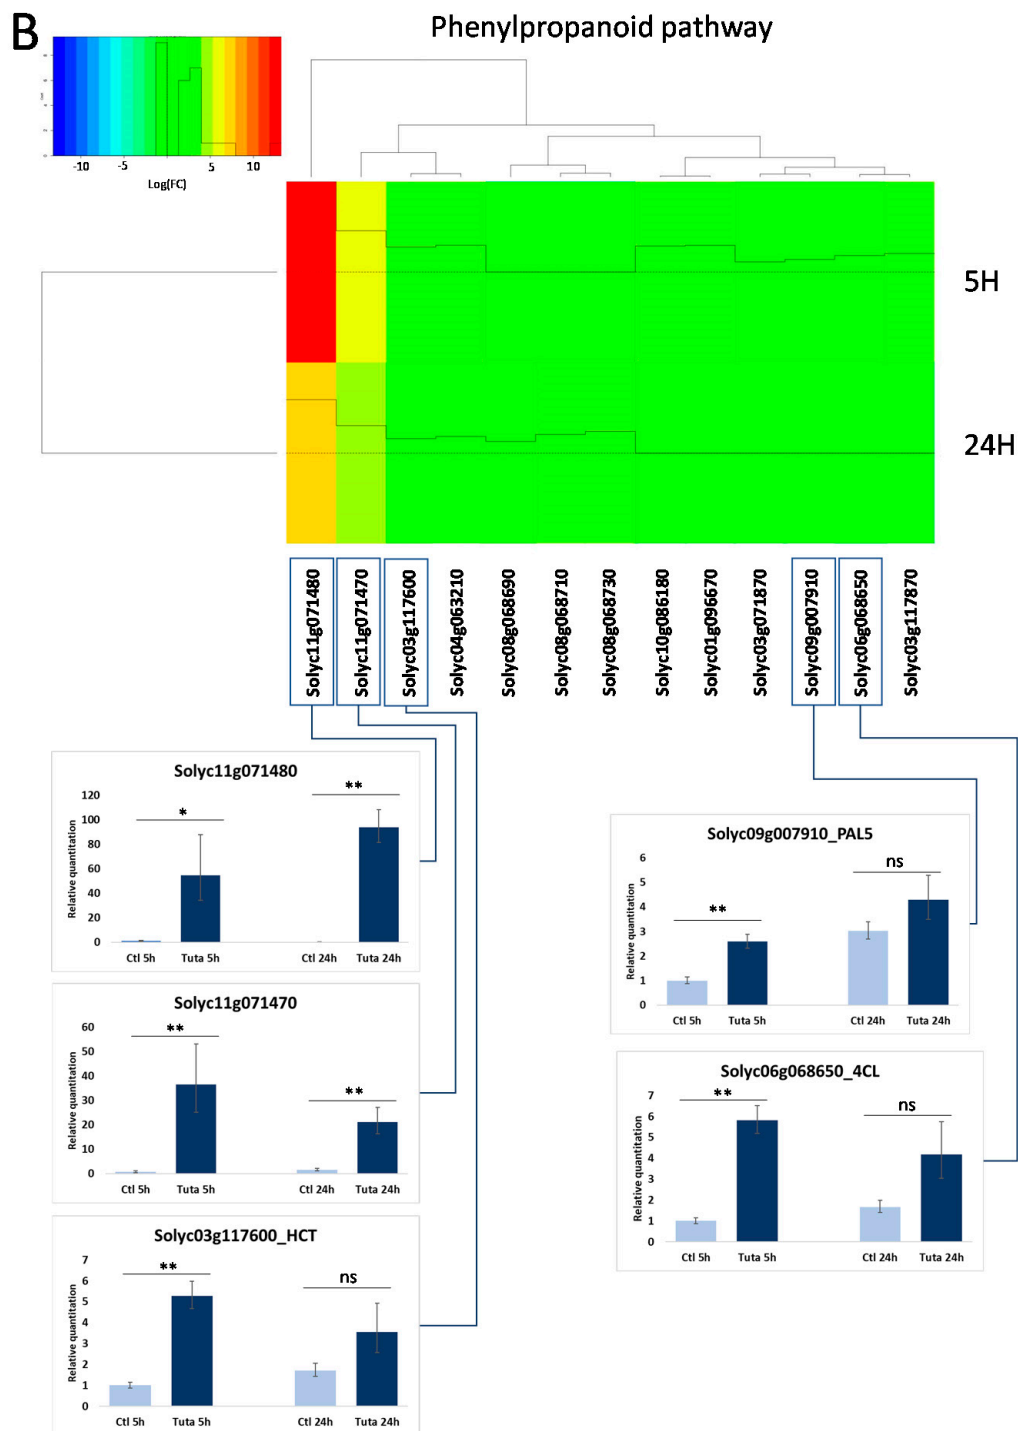 B
Phenylpropanoid pathway
-10 -5 5 10
Log(FC)
5H
24H
Solyc11g071480
Solyc11g071470
Solyc03g117600
Solyc04g063210
Solyc08g068690
Solyc08g068710
Solyc08g068730
Solyc10g086180
Solyc01g096670
Solyc03g071870
Solyc09g007910
Solyc06g068650
Solyc03g117870
Solyc11g071480
Relative quantitation
120
100
80
60
40
20
0
*
**
Ctl 5h Tuta 5h Ctl 24h Tuta 24h
Solyc11g071470
Relative quantitation
60
50
40
30
20
10
0
**
**
Ctl 5h Tuta 5h Ctl 24h Tuta 24h
Solyc03g117600_HCT
Relative quantitation
7
6
5
4
3
2
1
0
**
ns
Ctl 5h Tuta 5h Ctl 24h Tuta 24h
Solyc09g007910_PAL5
Relative quantitation
6
5
4
3
2
1
0
**
ns
Ctl 5h Tuta 5h Ctl 24h Tuta 24h
Solyc06g068650_4CL
Relative quantitation
7
6
5
4
3
2
1
0
**
ns
Ctl 5h Tuta 5h Ctl 24h Tuta 24h